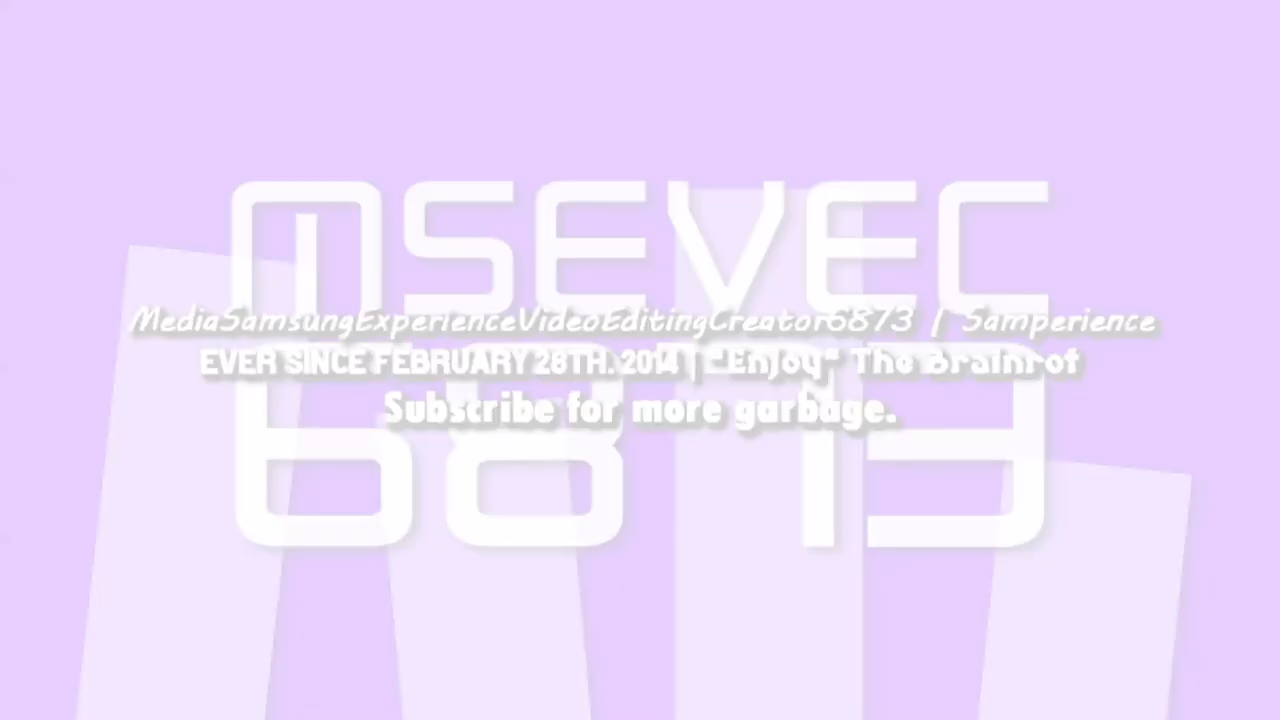 MSEVEC
MediaSamsungExperienceVideoEditingCreator6873 | Samperience
EVER SINCE FEBRUARY 28TH. 2014 | "Enjoy" The Brainrot
Subscribe for more garbage.
6873